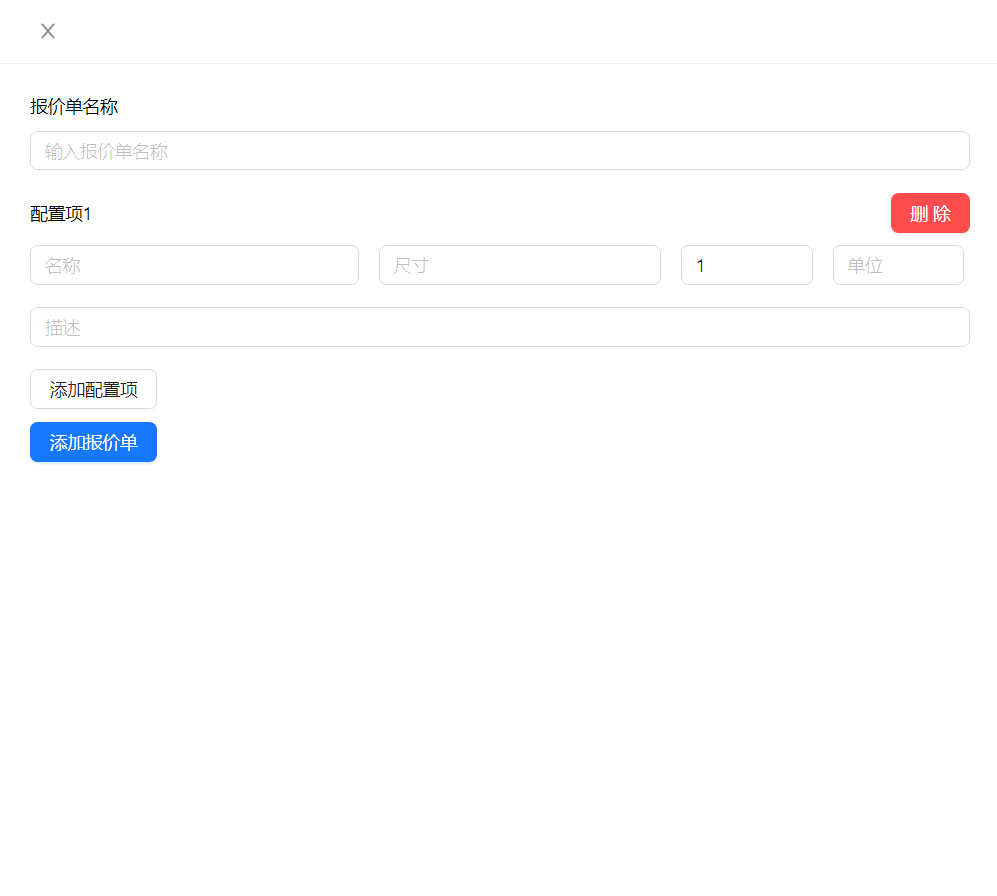 报价单名称
输入报价单名称
配置项1 删 除
名称 尺寸 1 单位
描述
添加配置项
添加报价单